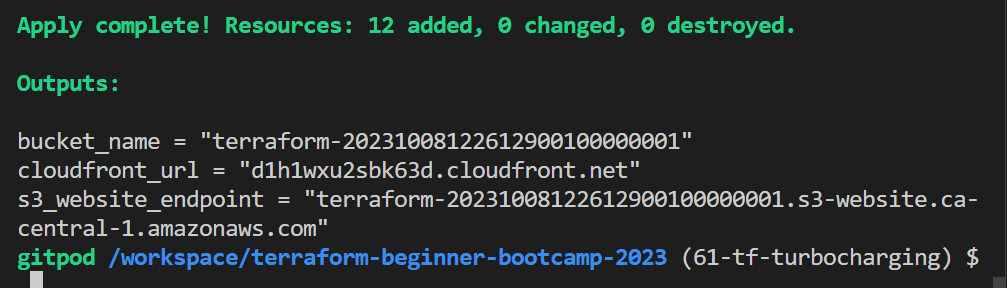 Apply complete! Resources: 12 added, 0 changed, 0 destroyed.
Outputs:
bucket_name = "terraform-20231008122612900100000001"
cloudfront_url = "d1h1wxu2sbk63d.cloudfront.net"
s3_website_endpoint = "terraform-20231008122612900100000001.s3-website.ca-
central-1.amazonaws.com"
gitpod /workspace/terraform-beginner-bootcamp-2023 (61-tf-turbocharging) $